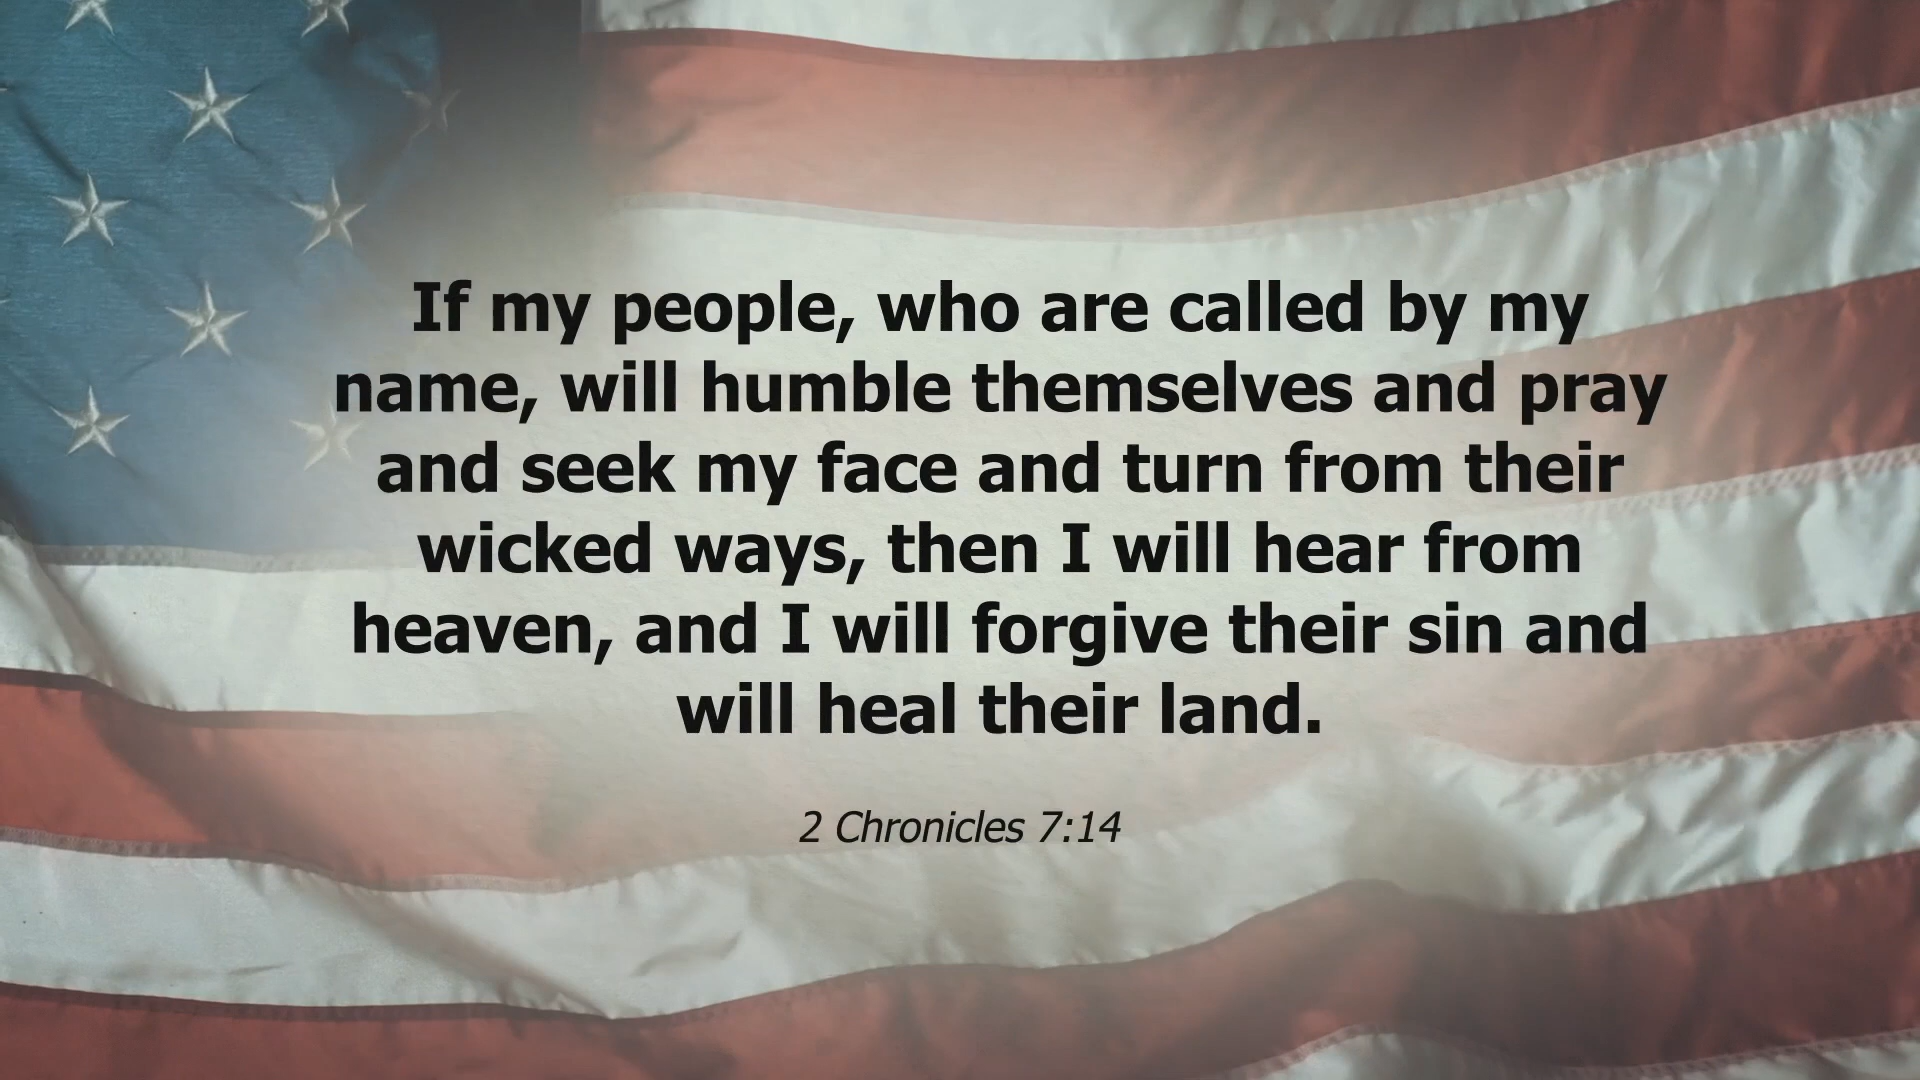 If my people, who are called by my
name, will humble themselves and pray
and seek my face and turn from their
wicked ways, then I will hear from
heaven, and I will forgive their sin and
will heal their land.
2 Chronicles 7:14